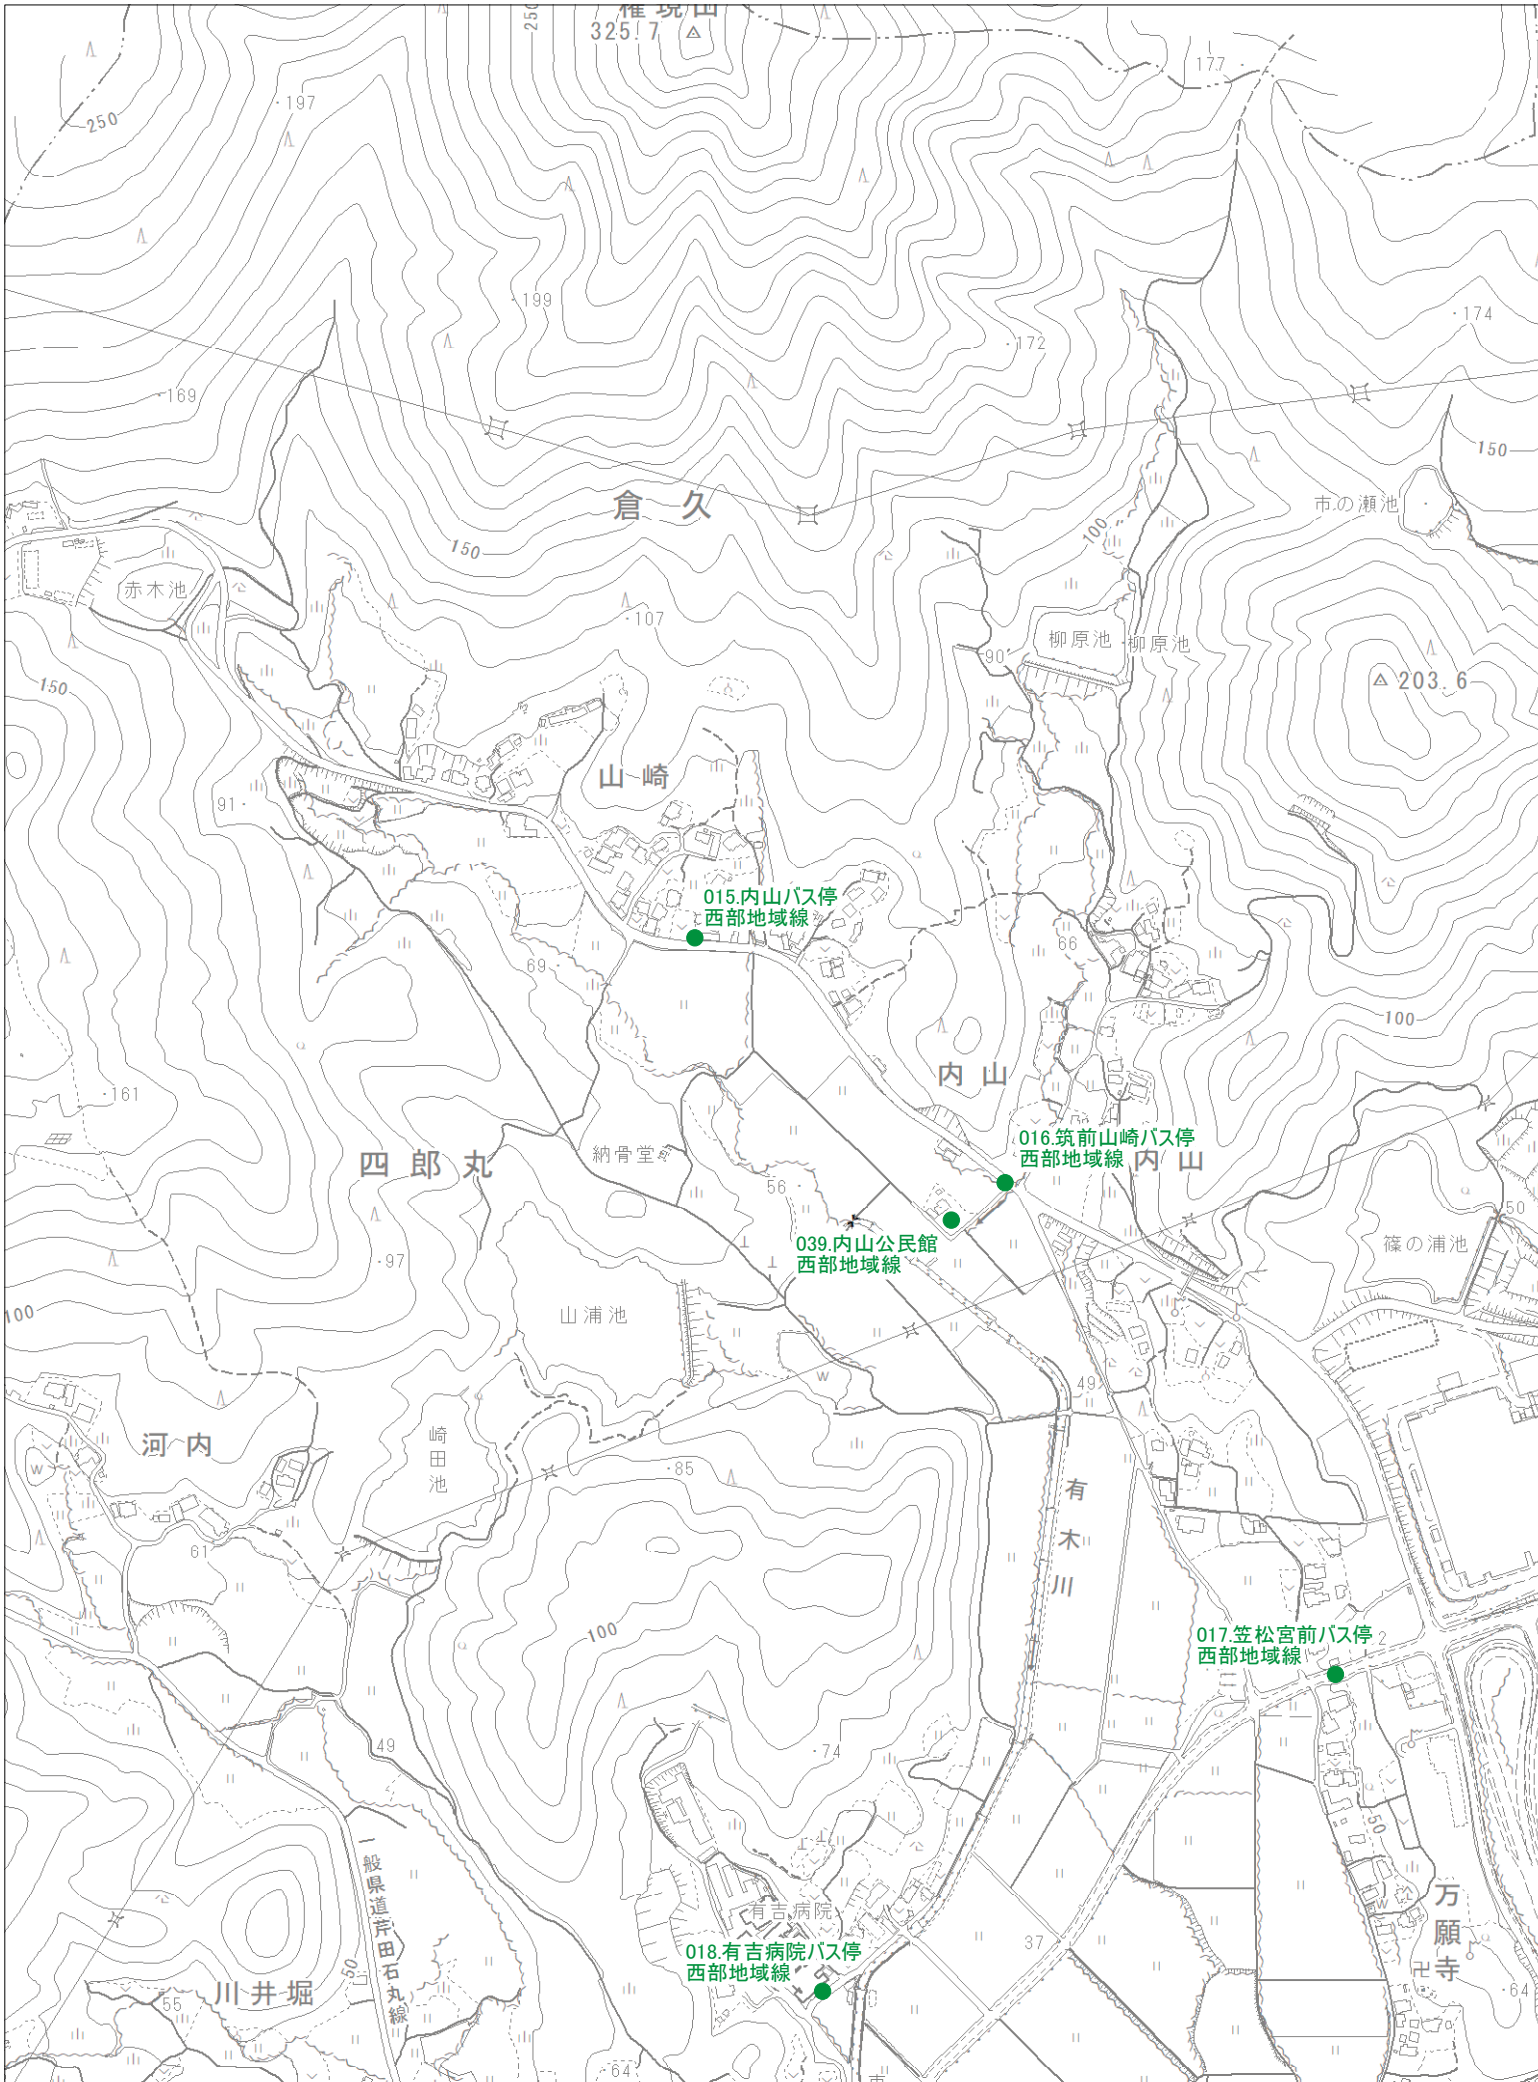 権現山
325.7
250
177
197
250
199
174
172
169
150
倉久
市の瀬池
150
100
赤木池
107
柳原池
柳原池
90
203.6
150
山崎
91
015.内山バス停
西部地域線
66
69
100
内山
161
016.筑前山崎バス停
西部地域線
内山
納骨堂
四郎丸
56
50
039.内山公民館
西部地域線
篠の浦池
97
100
山浦池
49
河内
崎田池
85
有木川
61
100
017.笠松宮前バス停
西部地域線
2
49
74
50
一般県道芹田石丸線
有吉病院
万願寺
37
018.有吉病院バス停
西部地域線
50
川井堀
55
64
64